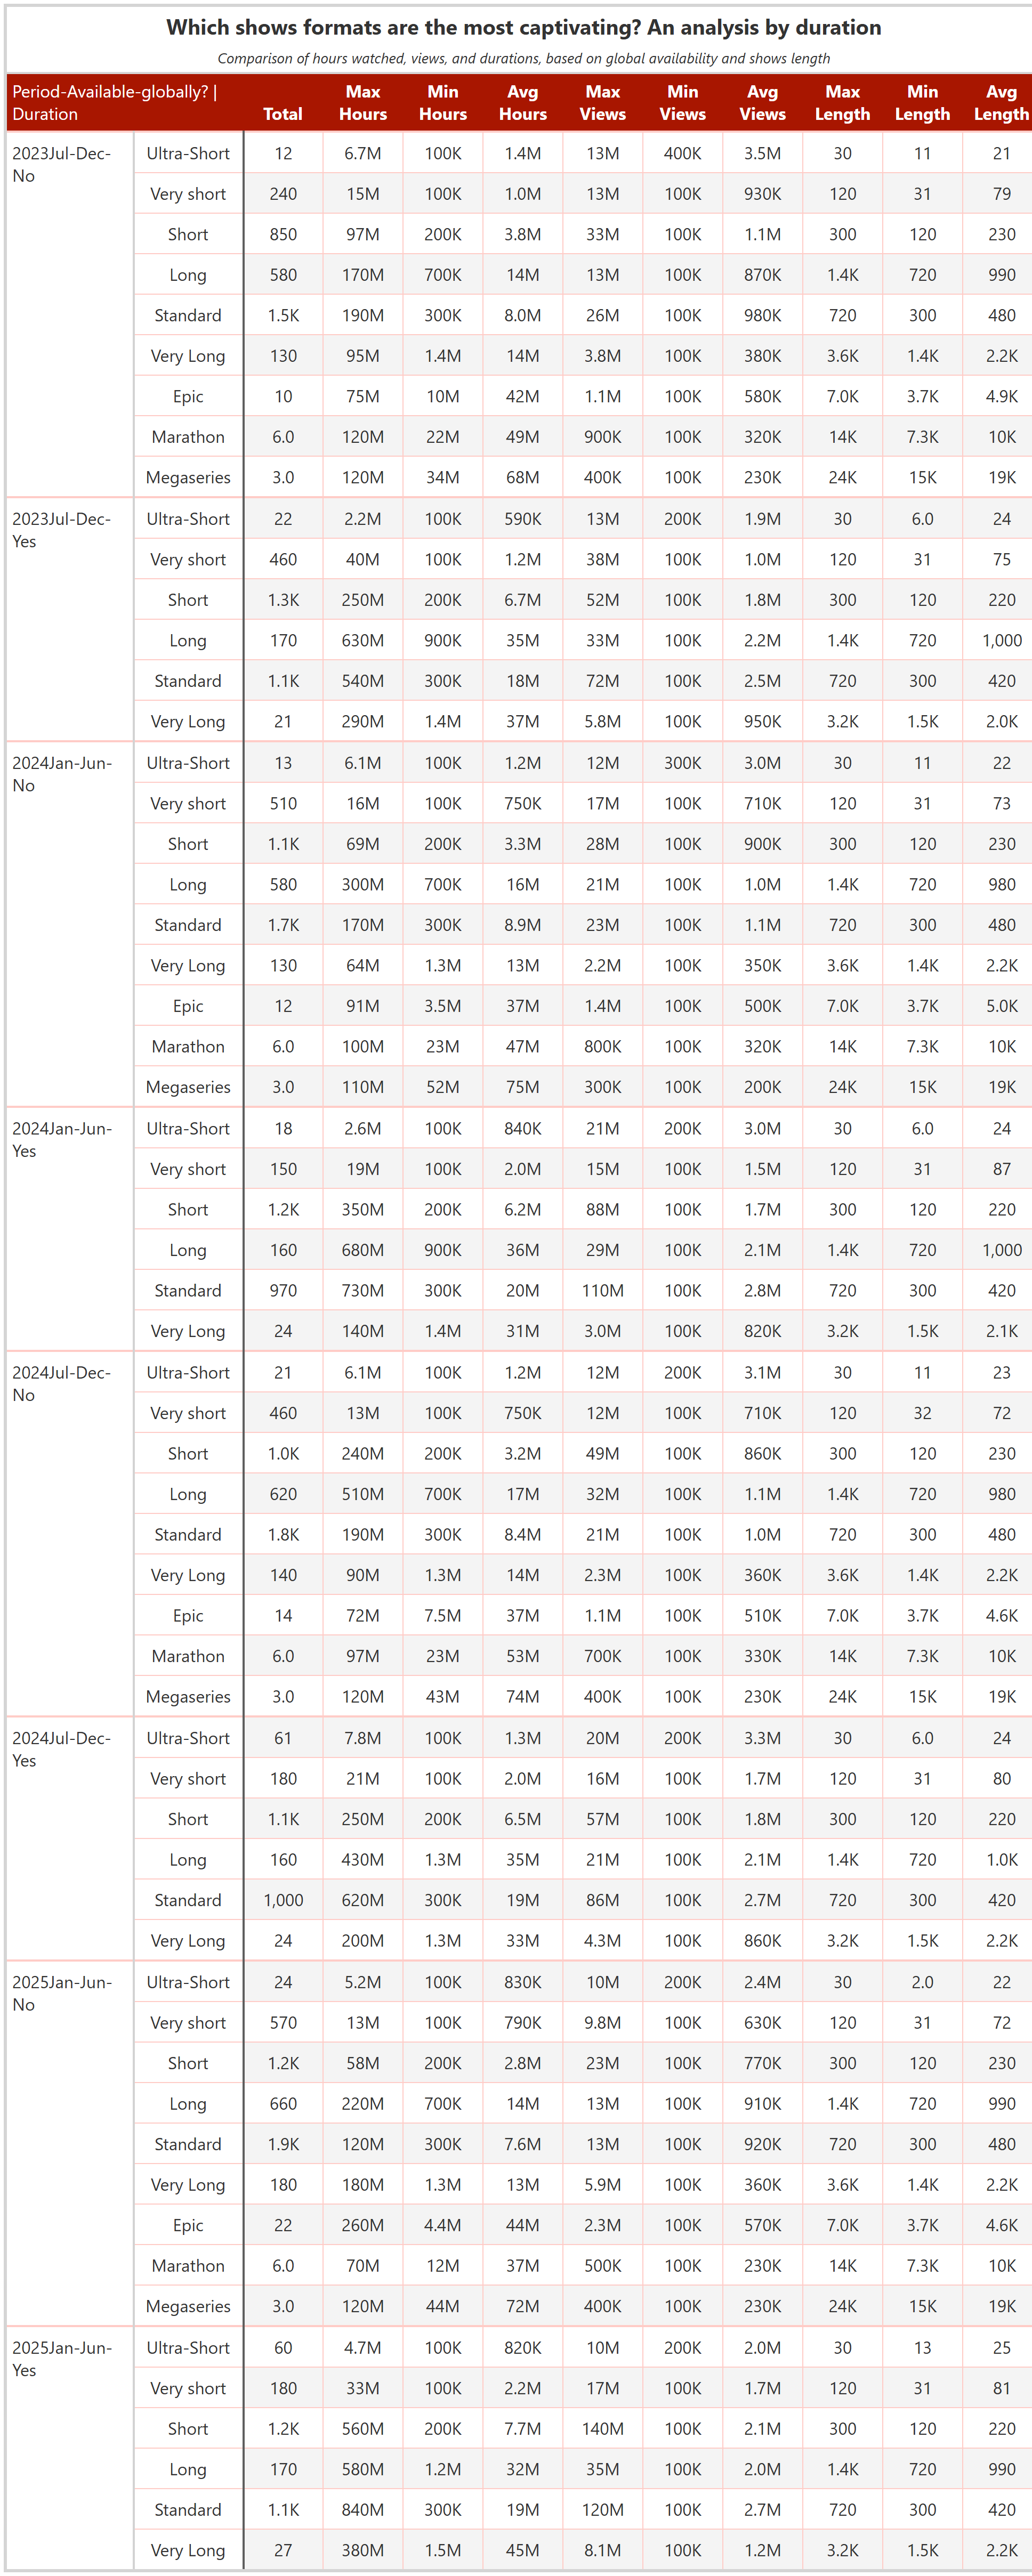 Which shows formats are the most captivating? An analysis by duration
Comparison of hours watched, views, and durations, based on global availability and shows length
Period-Available-globally? | Duration Total Max Hours Min Hours Avg Hours Max Views Min Views Avg Views Max Length Min Length Avg Length
2023Jul-Dec-No Ultra-Short 12 6.7M 100K 1.4M 13M 400K 3.5M 30 11 21
Very short 240 15M 100K 1.0M 13M 100K 930K 120 31 79
Short 850 97M 200K 3.8M 33M 100K 1.1M 300 120 230
Long 580 170M 700K 14M 13M 100K 870K 1.4K 720 990
Standard 1.5K 190M 300K 8.0M 26M 100K 980K 720 300 480
Very Long 130 95M 1.4M 14M 3.8M 100K 380K 3.6K 1.4K 2.2K
Epic 10 75M 10M 42M 1.1M 100K 580K 7.0K 3.7K 4.9K
Marathon 6.0 120M 22M 49M 900K 100K 320K 14K 7.3K 10K
Megaseries 3.0 120M 34M 68M 400K 100K 230K 24K 15K 19K
2023Jul-Dec-Yes Ultra-Short 22 2.2M 100K 590K 13M 200K 1.9M 30 6.0 24
Very short 460 40M 100K 1.2M 38M 100K 1.0M 120 31 75
Short 1.3K 250M 200K 6.7M 52M 100K 1.8M 300 120 220
Long 170 630M 900K 35M 33M 100K 2.2M 1.4K 720 1,000
Standard 1.1K 540M 300K 18M 72M 100K 2.5M 720 300 420
Very Long 21 290M 1.4M 37M 5.8M 100K 950K 3.2K 1.5K 2.0K
2024Jan-Jun-No Ultra-Short 13 6.1M 100K 1.2M 12M 300K 3.0M 30 11 22
Very short 510 16M 100K 750K 17M 100K 710K 120 31 73
Short 1.1K 69M 200K 3.3M 28M 100K 900K 300 120 230
Long 580 300M 700K 16M 21M 100K 1.0M 1.4K 720 980
Standard 1.7K 170M 300K 8.9M 23M 100K 1.1M 720 300 480
Very Long 130 64M 1.3M 13M 2.2M 100K 350K 3.6K 1.4K 2.2K
Epic 12 91M 3.5M 37M 1.4M 100K 500K 7.0K 3.7K 5.0K
Marathon 6.0 100M 23M 47M 800K 100K 320K 14K 7.3K 10K
Megaseries 3.0 110M 52M 75M 300K 100K 200K 24K 15K 19K
2024Jan-Jun-Yes Ultra-Short 18 2.6M 100K 840K 21M 200K 3.0M 30 6.0 24
Very short 150 19M 100K 2.0M 15M 100K 1.5M 120 31 87
Short 1.2K 350M 200K 6.2M 88M 100K 1.7M 300 120 220
Long 160 680M 900K 36M 29M 100K 2.1M 1.4K 720 1,000
Standard 970 730M 300K 20M 110M 100K 2.8M 720 300 420
Very Long 24 140M 1.4M 31M 3.0M 100K 820K 3.2K 1.5K 2.1K
2024Jul-Dec-No Ultra-Short 21 6.1M 100K 1.2M 12M 200K 3.1M 30 11 23
Very short 460 13M 100K 750K 12M 100K 710K 120 32 72
Short 1.0K 240M 200K 3.2M 49M 100K 860K 300 120 230
Long 620 510M 700K 17M 32M 100K 1.1M 1.4K 720 980
Standard 1.8K 190M 300K 8.4M 21M 100K 1.0M 720 300 480
Very Long 140 90M 1.3M 14M 2.3M 100K 360K 3.6K 1.4K 2.2K
Epic 14 72M 7.5M 37M 1.1M 100K 510K 7.0K 3.7K 4.6K
Marathon 6.0 97M 23M 53M 700K 100K 330K 14K 7.3K 10K
Megaseries 3.0 120M 43M 74M 400K 100K 230K 24K 15K 19K
2024Jul-Dec-Yes Ultra-Short 61 7.8M 100K 1.3M 20M 200K 3.3M 30 6.0 24
Very short 180 21M 100K 2.0M 16M 100K 1.7M 120 31 80
Short 1.1K 250M 200K 6.5M 57M 100K 1.8M 300 120 220
Long 160 430M 1.3M 35M 21M 100K 2.1M 1.4K 720 1.0K
Standard 1,000 620M 300K 19M 86M 100K 2.7M 720 300 420
Very Long 24 200M 1.3M 33M 4.3M 100K 860K 3.2K 1.5K 2.2K
2025Jan-Jun-No Ultra-Short 24 5.2M 100K 830K 10M 200K 2.4M 30 2.0 22
Very short 570 13M 100K 790K 9.8M 100K 630K 120 31 72
Short 1.2K 58M 200K 2.8M 23M 100K 770K 300 120 230
Long 660 220M 700K 14M 13M 100K 910K 1.4K 720 990
Standard 1.9K 120M 300K 7.6M 13M 100K 920K 720 300 480
Very Long 180 180M 1.3M 13M 5.9M 100K 360K 3.6K 1.4K 2.2K
Epic 22 260M 4.4M 44M 2.3M 100K 570K 7.0K 3.7K 4.6K
Marathon 6.0 70M 12M 37M 500K 100K 230K 14K 7.3K 10K
Megaseries 3.0 120M 44M 72M 400K 100K 230K 24K 15K 19K
2025Jan-Jun-Yes Ultra-Short 60 4.7M 100K 820K 10M 200K 2.0M 30 13 25
Very short 180 33M 100K 2.2M 17M 100K 1.7M 120 31 81
Short 1.2K 560M 200K 7.7M 140M 100K 2.1M 300 120 220
Long 170 580M 1.2M 32M 35M 100K 2.0M 1.4K 720 990
Standard 1.1K 840M 300K 19M 120M 100K 2.7M 720 300 420
Very Long 27 380M 1.5M 45M 8.1M 100K 1.2M 3.2K 1.5K 2.2K